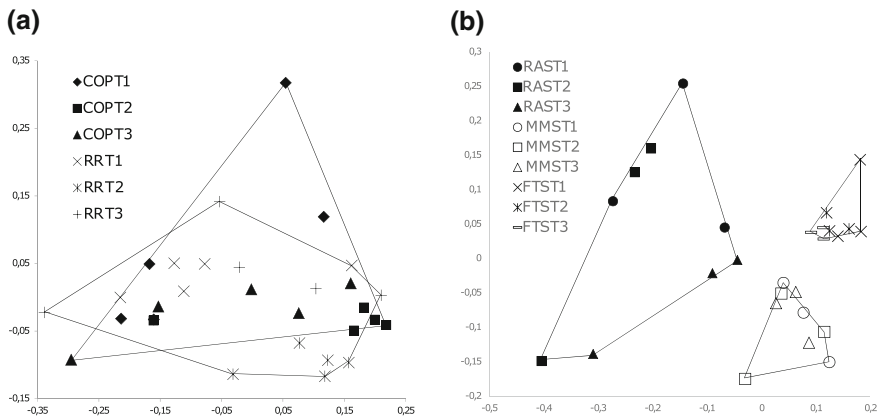 (a)
0,35
0,25
0,15
0,05
-0,05
-0,15
-0,35 -0,25 -0,15 -0,05 0,05 0,15 0,25
COPT1
COPT2
COPT3
RRT1
RRT2
RRT3
(b)
0,3
0,25
0,2
0,15
0,1
0,05
0
-0,05
-0,1
-0,15
-0,2
-0,5 -0,4 -0,3 -0,2 -0,1 0 0,1 0,2
RAST1
RAST2
RAST3
MMST1
MMST2
MMST3
FTST1
FTST2
FTST3